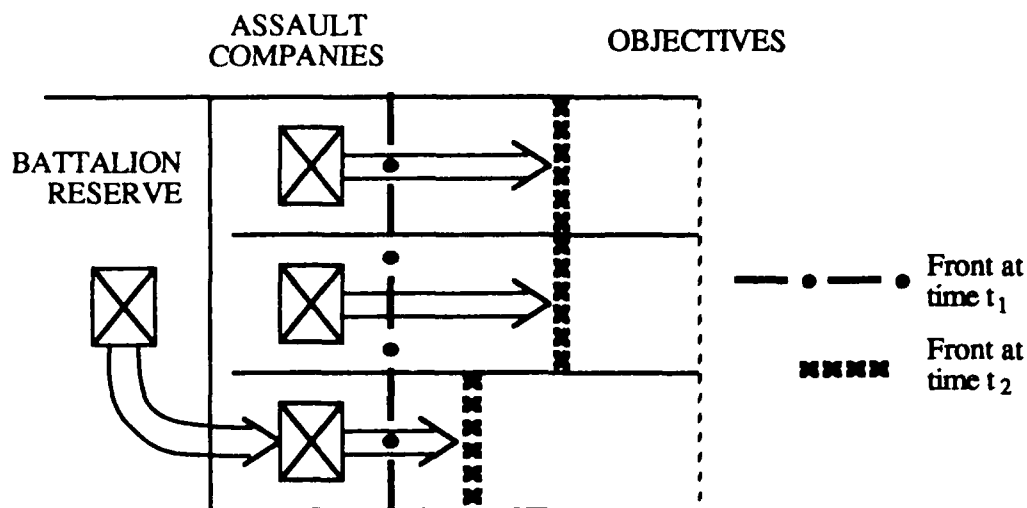 ASSAULT
COMPANIES
OBJECTIVES
BATTALION
RESERVE
Front at
time t₁
Front at
time t₂